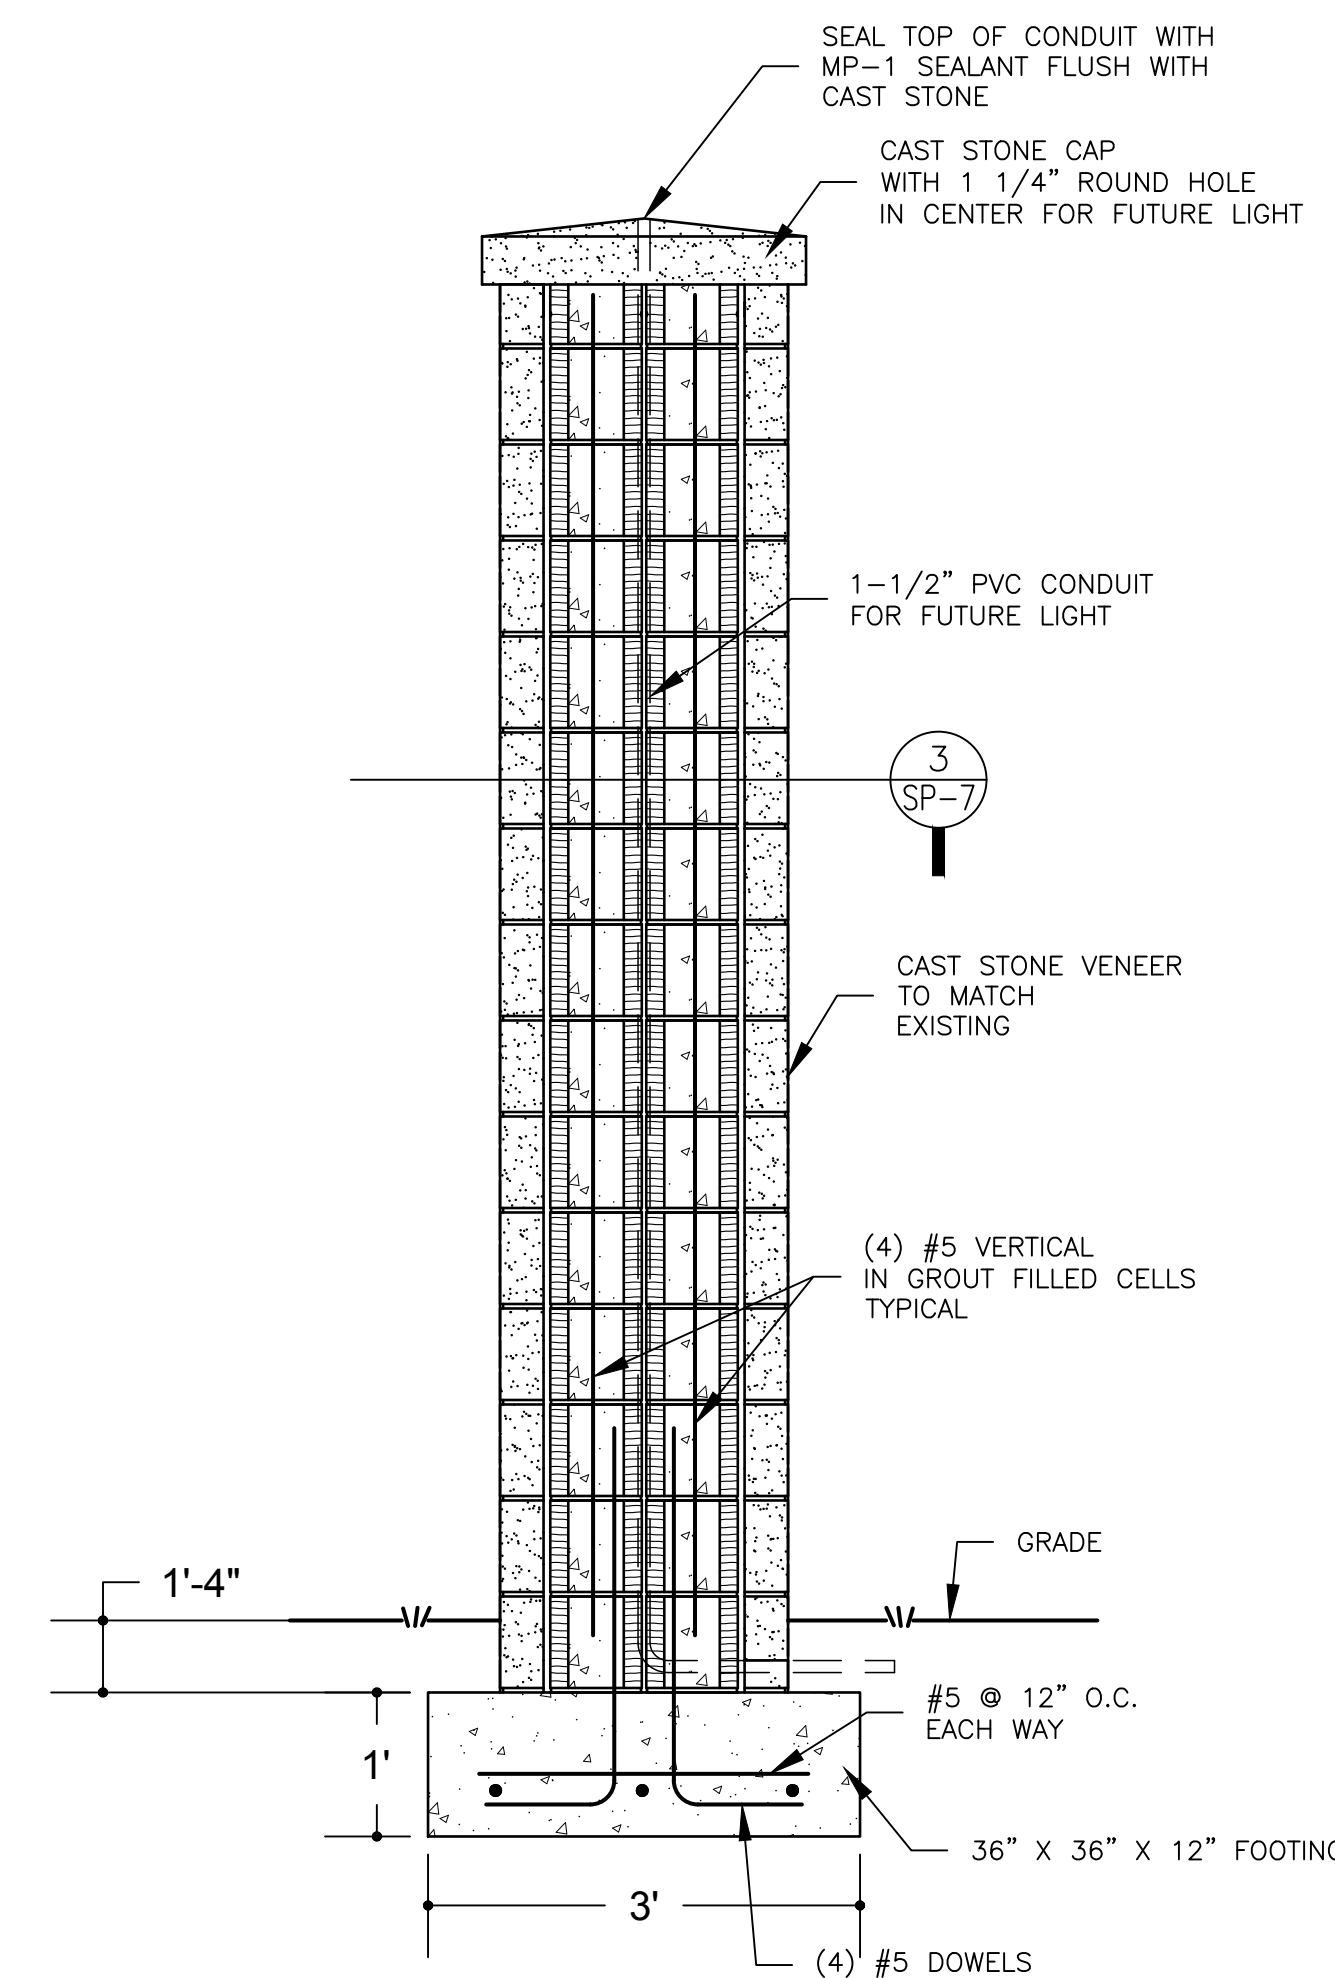 SEAL TOP OF CONDUIT WITH
MP-1 SEALANT FLUSH WITH
CAST STONE
CAST STONE CAP
WITH 1 1/4" ROUND HOLE
IN CENTER FOR FUTURE LIGHT
1-1/2" PVC CONDUIT
FOR FUTURE LIGHT
3
SP-7
CAST STONE VENEER
TO MATCH
EXISTING
(4) #5 VERTICAL
IN GROUT FILLED CELLS
TYPICAL
GRADE
1'-4"
#5 @ 12" O.C.
EACH WAY
1'
36" X 36" X 12" FOOTING
3'
(4) #5 DOWELS